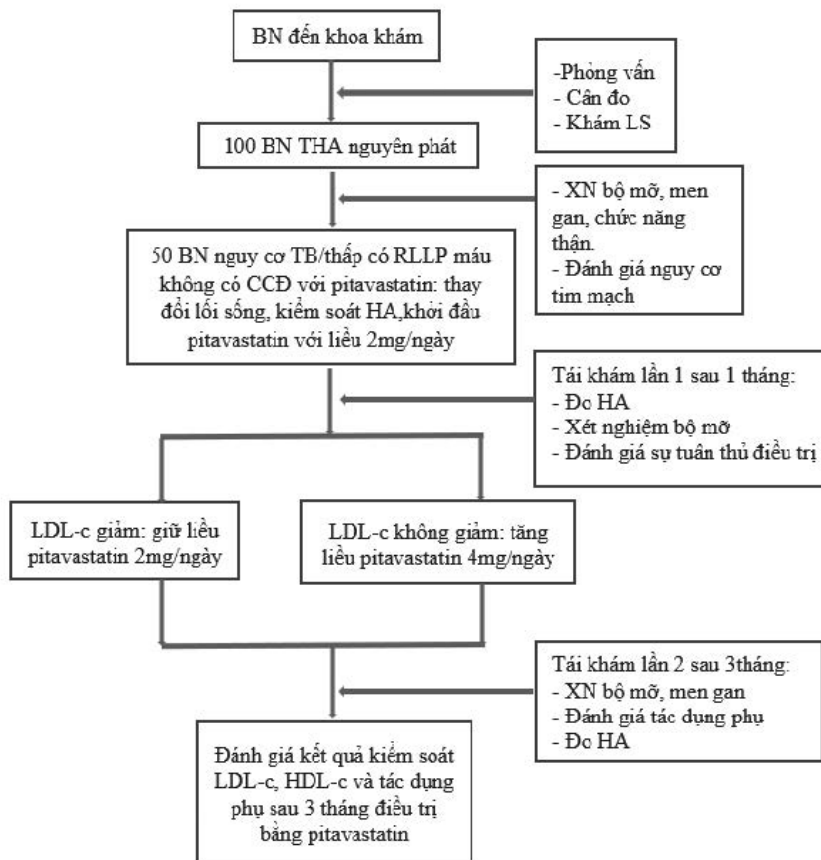 BN đến khoa khám
-Phỏng vấn
- Cân đo
- Khám LS
100 BN THA nguyên phát
- XN bộ mỡ, men
gan, chức năng
thận.
- Đánh giá nguy cơ
tim mạch
50 BN nguy cơ TB/thấp có RLLP máu
không có CCĐ với pitavastatin: thay
đổi lối sống, kiểm soát HA,khởi đầu
pitavastatin với liều 2mg/ngày
Tái khám lần 1 sau 1 tháng:
- Đo HA
- Xét nghiệm bộ mỡ
- Đánh giá sự tuân thủ điều trị
LDL-c giảm: giữ liều
pitavastatin 2mg/ngày
LDL-c không giảm: tăng
liều pitavastatin 4mg/ngày
Tái khám lần 2 sau 3tháng:
- XN bộ mỡ, men gan
- Đánh giá tác dụng phụ
- Đo HA
Đánh giá kết quả kiểm soát
LDL-c, HDL-c và tác dụng
phụ sau 3 tháng điều trị
bằng pitavastatin